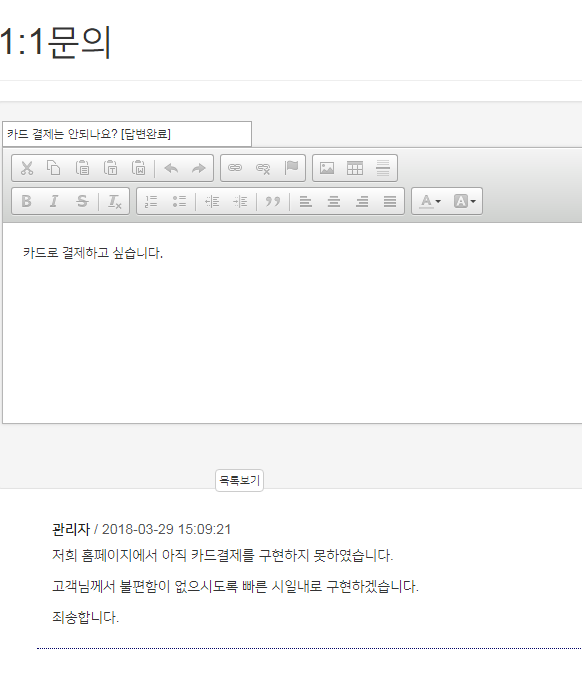 1:1문의
카드 결제는 안되나요? [답변완료]
B I S Tx
A A
카드로 결제하고 싶습니다.
목록보기
관리자 / 2018-03-29 15:09:21
저희 홈페이지에서 아직 카드결제를 구현하지 못하였습니다.
고객님께서 불편함이 없으시도록 빠른 시일내로 구현하겠습니다.
죄송합니다.